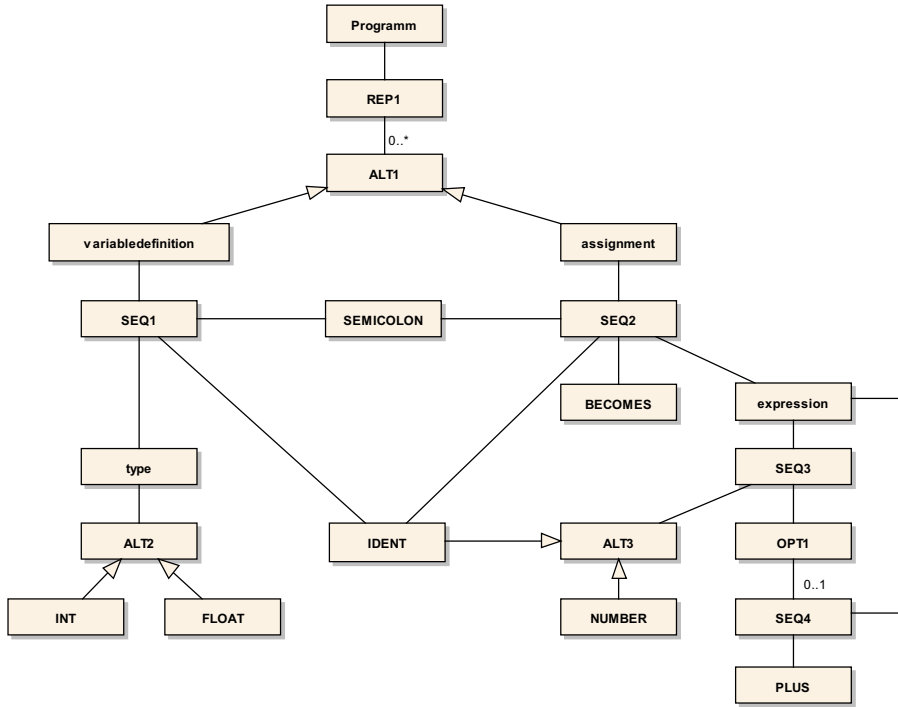 Programm
REP1
0..*
ALT1
variabledefinition
assignment
SEQ1
SEMICOLON
SEQ2
BECOMES
expression
type
SEQ3
ALT2
IDENT
ALT3
OPT1
0..1
INT
FLOAT
NUMBER
SEQ4
PLUS